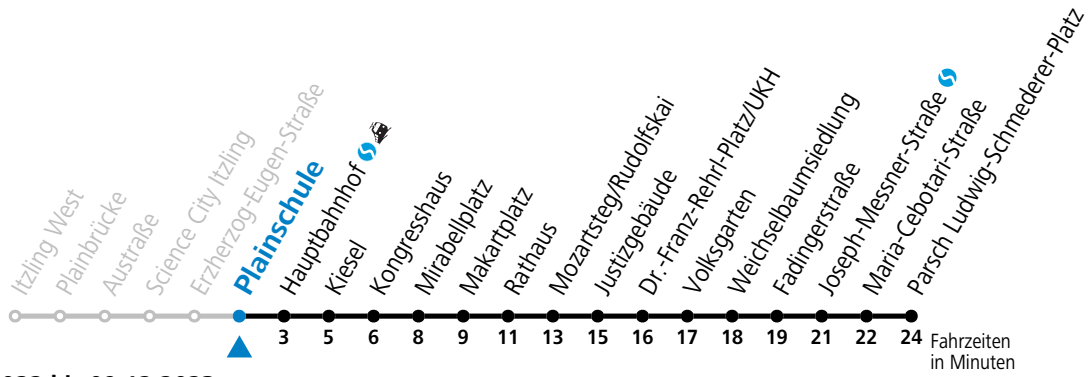 Itzling West
Plainbrücke
Austraße
Science City Itzling
Erzherzog-Eugen-Straße
Plainschule
Hauptbahnhof
Kiesel
Kongresshaus
Mirabellplatz
Makartplatz
Rathaus
Mozartsteg/Rudolfskai
Justizgebäude
Dr.-Franz-Rehrl-Platz/UKH
Volksgarten
Weichselbaumsiedlung
Fadingerstraße
Joseph-Messner-Straße
Maria-Cebotari-Straße
Parsch Ludwig-Schmederer-Platz
3 5 6 8 9 11 13 15 16 17 18 19 21 22 24 Fahrzeiten
in Minuten